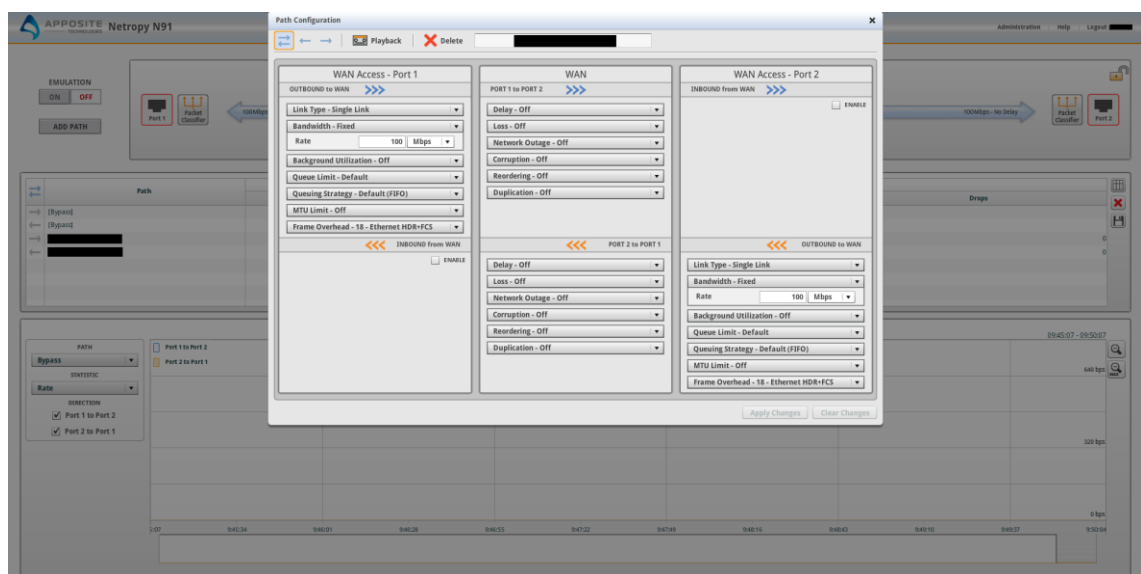 APPOSITE TECHNOLOGIES Netropy N91
Administration Help Logout
EMULATION
ON OFF
ADD PATH
Port 1
Packet Classifier
100Mbps
100Mbps - No Delay
Packet Classifier
Port 2
Path Configuration
Playback Delete
WAN Access - Port 1
OUTBOUND to WAN
Link Type - Single Link
Bandwidth - Fixed
Rate 100 Mbps
Background Utilization - Off
Queue Limit - Default
Queuing Strategy - Default (FIFO)
MTU Limit - Off
Frame Overhead - 18 - Ethernet HDR+FCS
INBOUND from WAN
ENABLE
WAN
PORT 1 to PORT 2
Delay - Off
Loss - Off
Network Outage - Off
Corruption - Off
Reordering - Off
Duplication - Off
PORT 2 to PORT 1
Delay - Off
Loss - Off
Network Outage - Off
Corruption - Off
Reordering - Off
Duplication - Off
WAN Access - Port 2
INBOUND from WAN
ENABLE
OUTBOUND to WAN
Link Type - Single Link
Bandwidth - Fixed
Rate 100 Mbps
Background Utilization - Off
Queue Limit - Default
Queuing Strategy - Default (FIFO)
MTU Limit - Off
Frame Overhead - 18 - Ethernet HDR+FCS
Apply Changes Clear Changes
Path
Drops
[Bypass]
[Bypass]
0
0
PATH
Bypass
STATISTIC
Rate
DIRECTION
Port 1 to Port 2
Port 2 to Port 1
Port 1 to Port 2
Port 2 to Port 1
09:45:07 - 09:50:07
640 bps
320 bps
0 bps
5:07 9:45:34 9:46:01 9:46:28 9:46:55 9:47:22 9:47:49 9:48:16 9:48:43 9:49:10 9:49:37 9:50:04